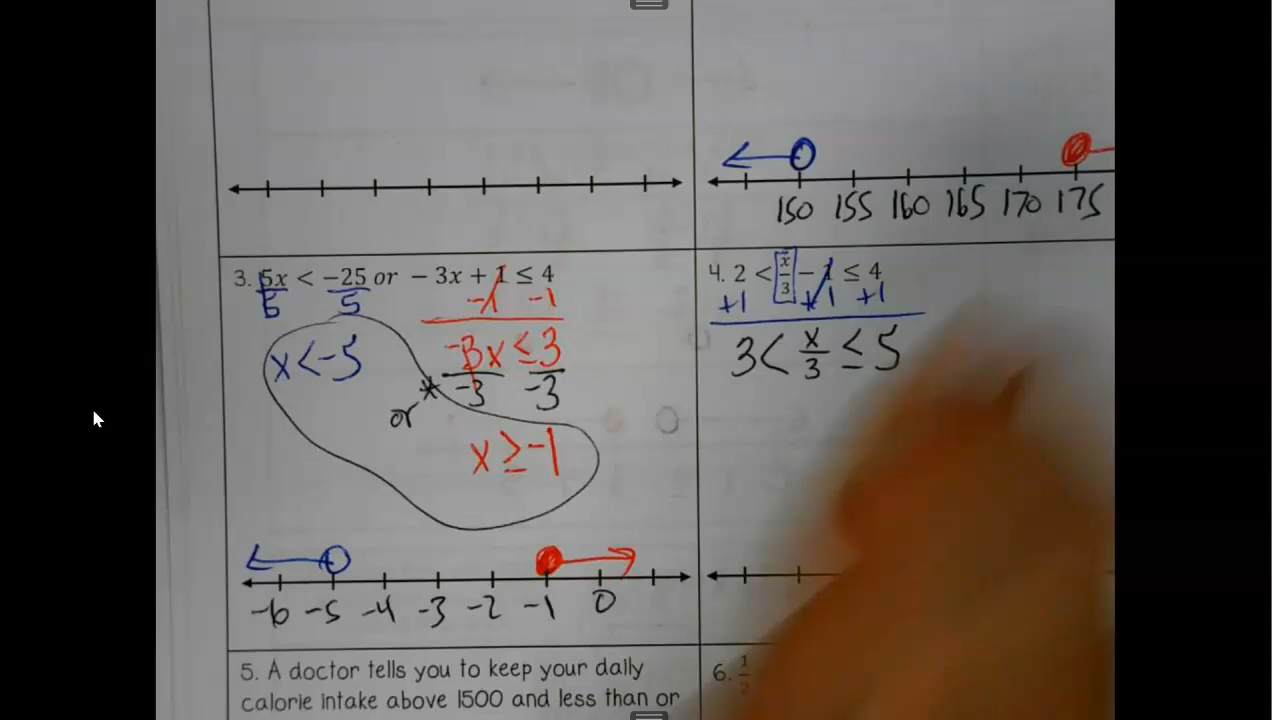 150 155 160 165 170 175
3. 5x < −25 or − 3x + 1 ≤ 4
5 5 −1 −1
x < −5
−3x ≤ 3
−3 −3
* or
x ≥ −1
−6 −5 −4 −3 −2 −1 0
4. 2 < x/3 − 1 ≤ 4
+1 +1 +1
3 < x/3 ≤ 5
5. A doctor tells you to keep your daily
calorie intake above 1500 and less than or
6.